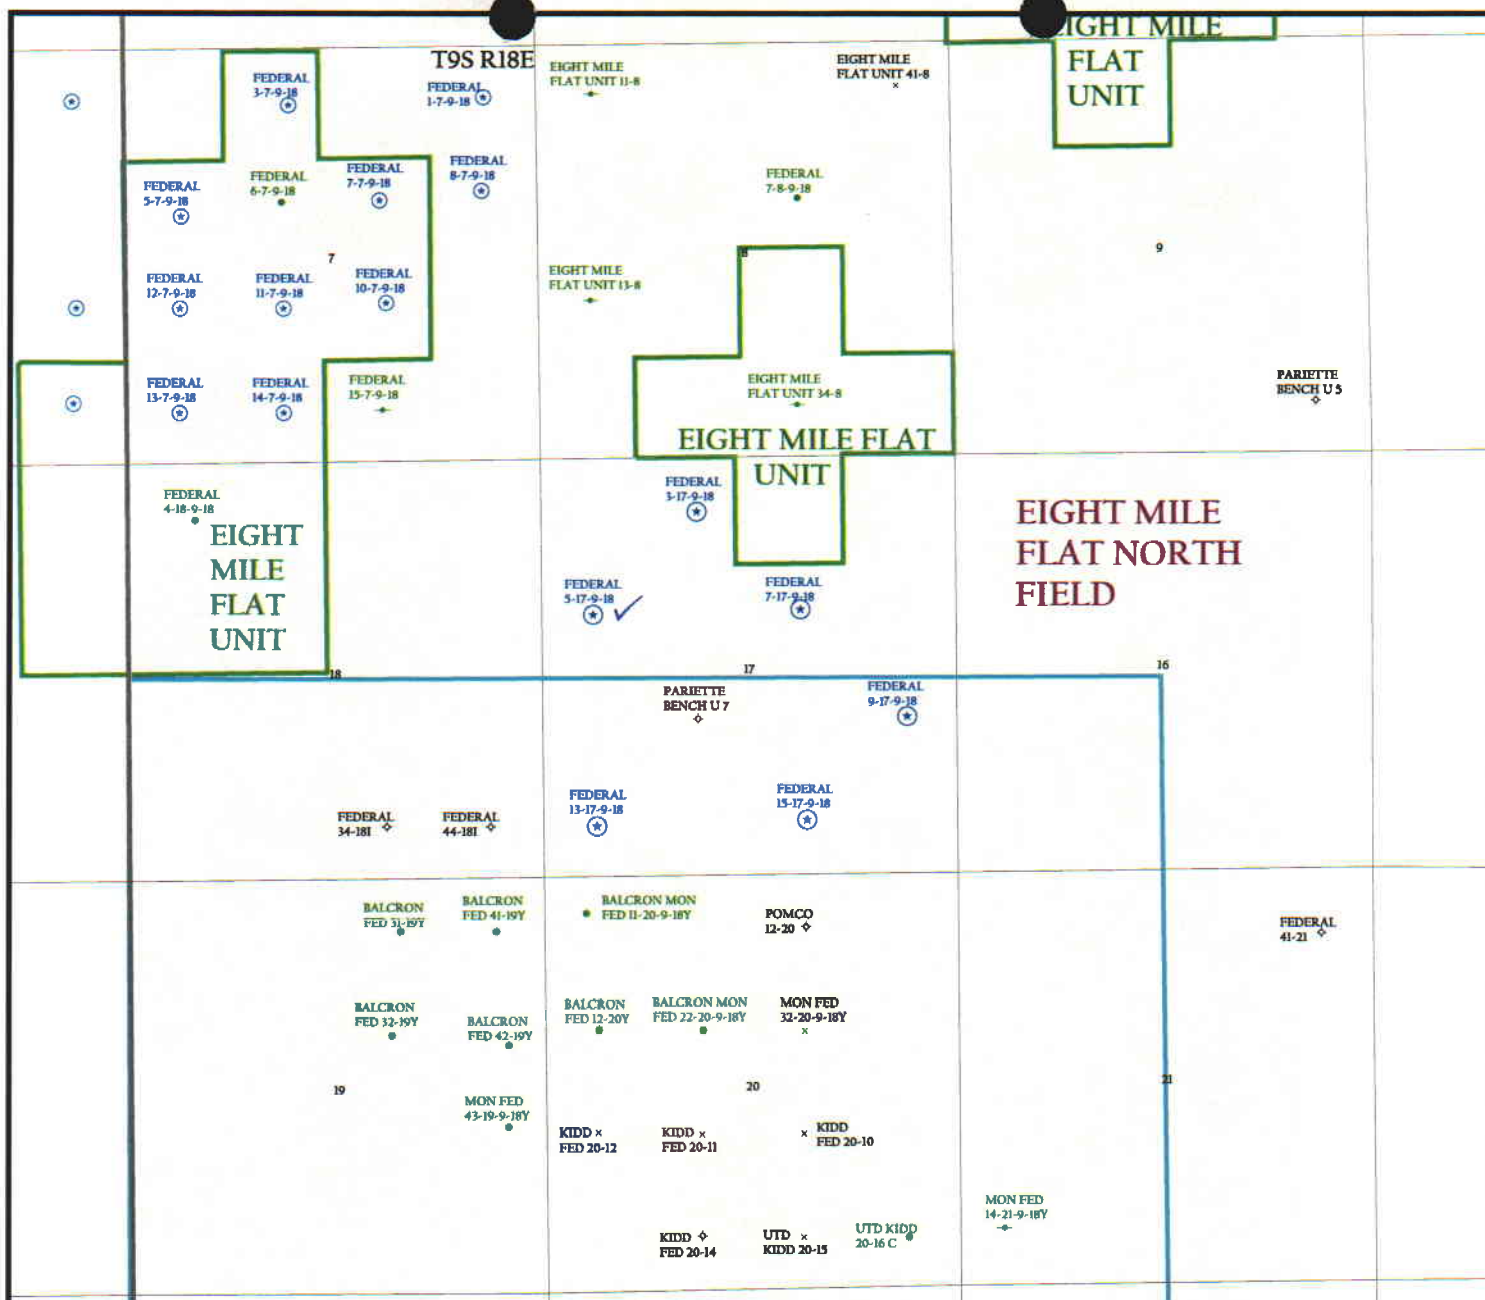 T9S R18E
EIGHT MILE
FLAT
UNIT
FEDERAL
3-7-9-18
FEDERAL
1-7-9-18
EIGHT MILE
FLAT UNIT 11-8
EIGHT MILE
FLAT UNIT 41-8
FEDERAL
5-7-9-18
FEDERAL
6-7-9-18
FEDERAL
7-7-9-18
FEDERAL
8-7-9-18
FEDERAL
7-8-9-18
7
8
9
FEDERAL
12-7-9-18
FEDERAL
11-7-9-18
FEDERAL
10-7-9-18
EIGHT MILE
FLAT UNIT 13-8
FEDERAL
13-7-9-18
FEDERAL
14-7-9-18
FEDERAL
15-7-9-18
EIGHT MILE
FLAT UNIT 34-8
PARIETTE
BENCH U 5
EIGHT MILE FLAT
UNIT
FEDERAL
4-18-9-18
EIGHT
MILE
FLAT
UNIT
FEDERAL
3-17-9-18
EIGHT MILE
FLAT NORTH
FIELD
FEDERAL
5-17-9-18
FEDERAL
7-17-9-18
18
17
16
PARIETTE
BENCH U 7
FEDERAL
9-17-9-18
FEDERAL
34-18I
FEDERAL
44-18I
FEDERAL
13-17-9-18
FEDERAL
15-17-9-18
BALCRON
FED 31-19Y
BALCRON
FED 41-19Y
BALCRON MON
FED 11-20-9-18Y
POMCO
12-20
FEDERAL
41-21
BALCRON
FED 32-19Y
BALCRON
FED 42-19Y
BALCRON
FED 12-20Y
BALCRON MON
FED 22-20-9-18Y
MON FED
32-20-9-18Y
19
20
21
MON FED
43-19-9-18Y
KIDD
FED 20-12
KIDD
FED 20-11
KIDD
FED 20-10
KIDD
FED 20-14
UTD
KIDD 20-15
UTD KIDD
20-16 C
MON FED
14-21-9-18Y